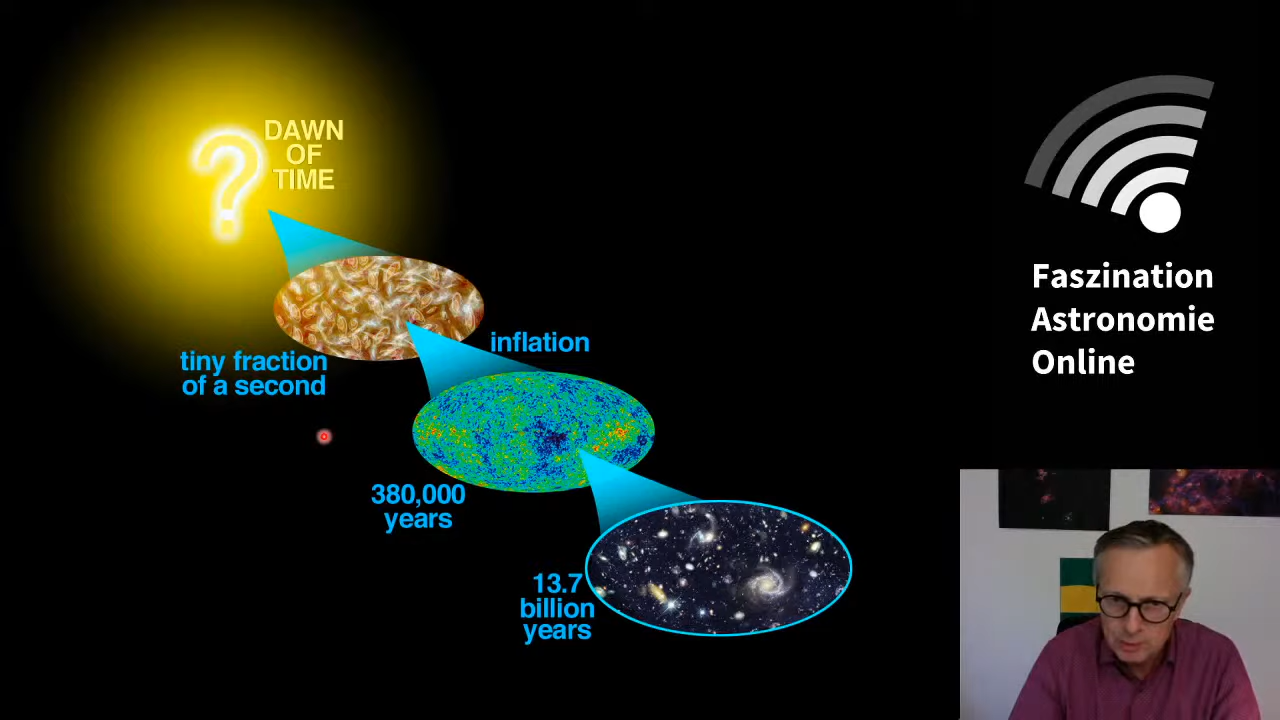 ?
DAWN
OF
TIME
tiny fraction
of a second
inflation
380,000
years
13.7
billion
years
Faszination
Astronomie
Online